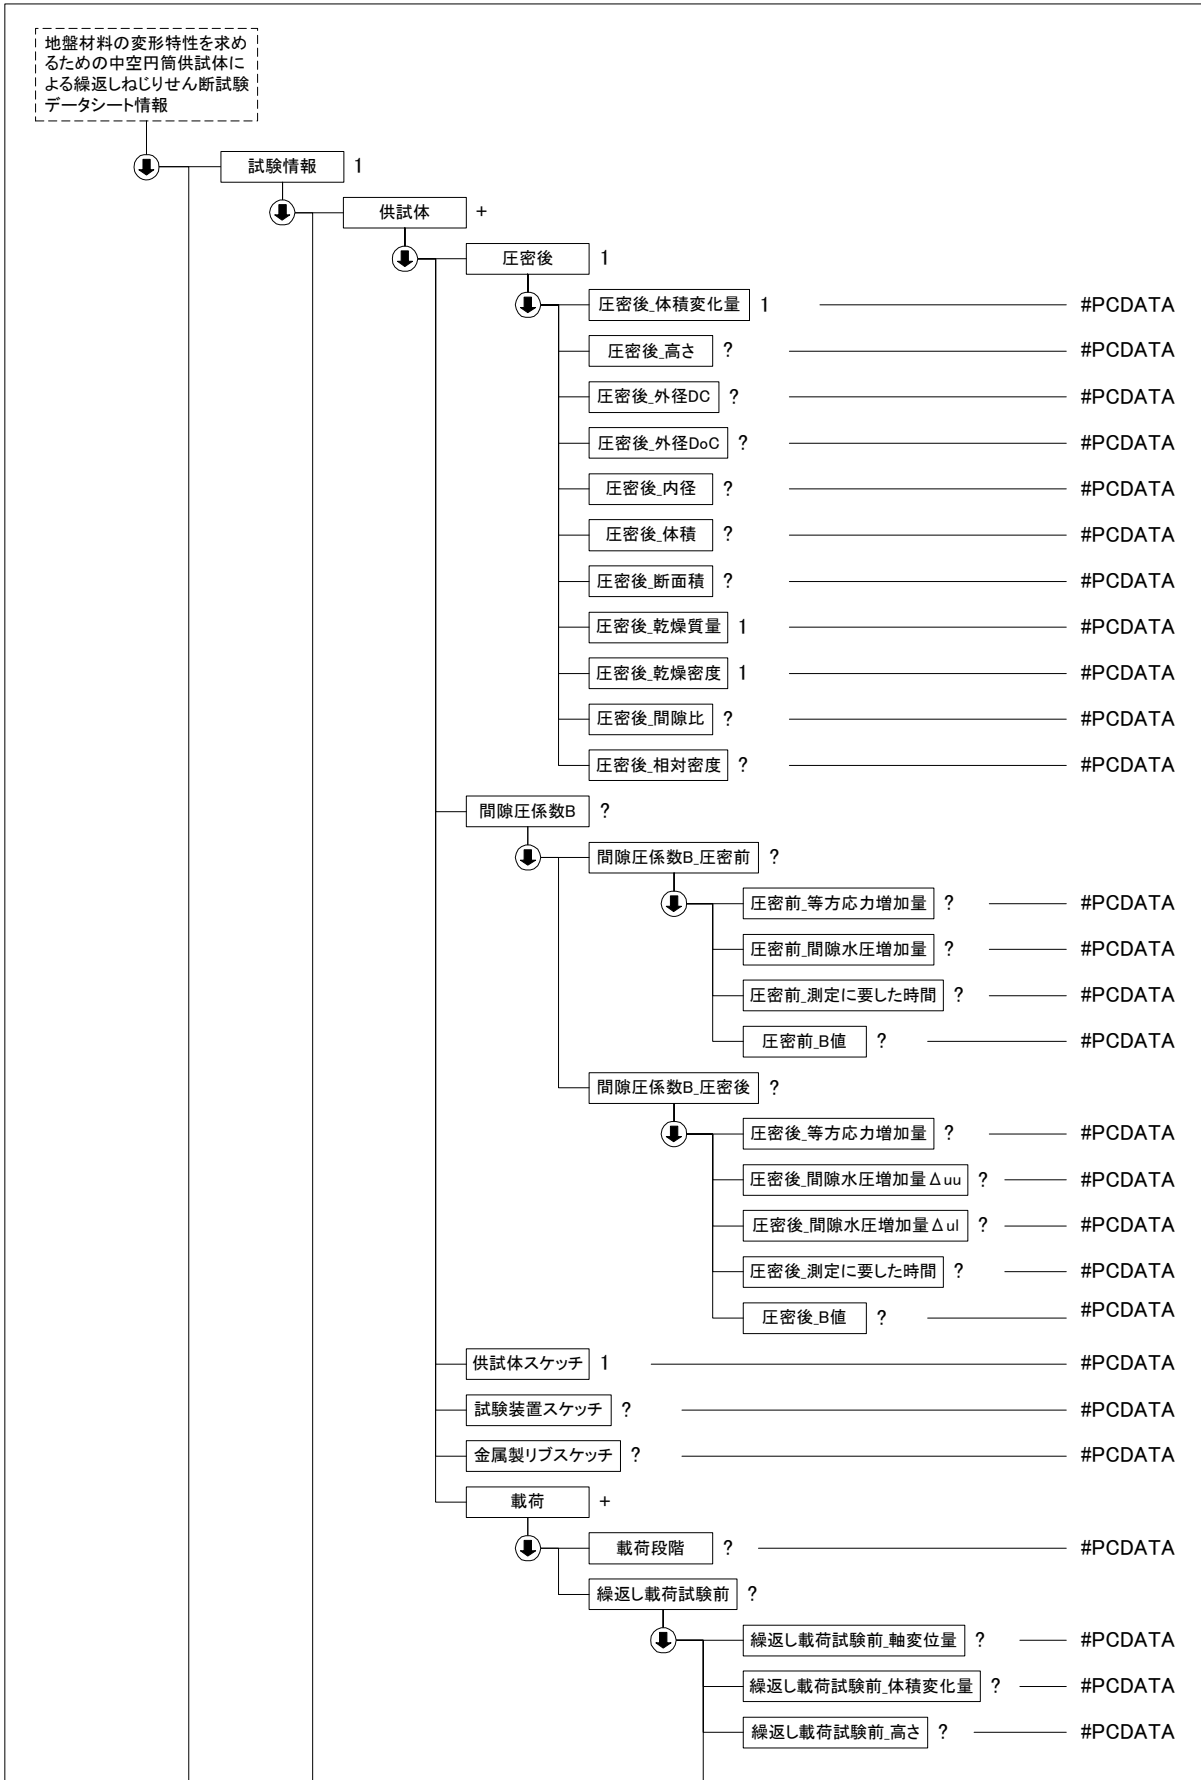 地盤材料の変形特性を求め
るための中空円筒供試体に
よる繰返しねじりせん断試験
データシート情報
試験情報 1
供試体 +
圧密後 1
圧密後_体積変化量 1 #PCDATA
圧密後_高さ ? #PCDATA
圧密後_外径DC ? #PCDATA
圧密後_外径DoC ? #PCDATA
圧密後_内径 ? #PCDATA
圧密後_体積 ? #PCDATA
圧密後_断面積 ? #PCDATA
圧密後_乾燥質量 1 #PCDATA
圧密後_乾燥密度 1 #PCDATA
圧密後_間隙比 ? #PCDATA
圧密後_相対密度 ? #PCDATA
間隙圧係数B ?
間隙圧係数B_圧密前 ?
圧密前_等方応力増加量 ? #PCDATA
圧密前_間隙水圧増加量 ? #PCDATA
圧密前_測定に要した時間 ? #PCDATA
圧密前_B値 ? #PCDATA
間隙圧係数B_圧密後 ?
圧密後_等方応力増加量 ? #PCDATA
圧密後_間隙水圧増加量Δuu ? #PCDATA
圧密後_間隙水圧増加量Δul ? #PCDATA
圧密後_測定に要した時間 ? #PCDATA
圧密後_B値 ? #PCDATA
供試体スケッチ 1 #PCDATA
試験装置スケッチ ? #PCDATA
金属製リブスケッチ ? #PCDATA
載荷 +
載荷段階 ? #PCDATA
繰返し載荷試験前 ?
繰返し載荷試験前_軸変位量 ? #PCDATA
繰返し載荷試験前_体積変化量 ? #PCDATA
繰返し載荷試験前_高さ ? #PCDATA